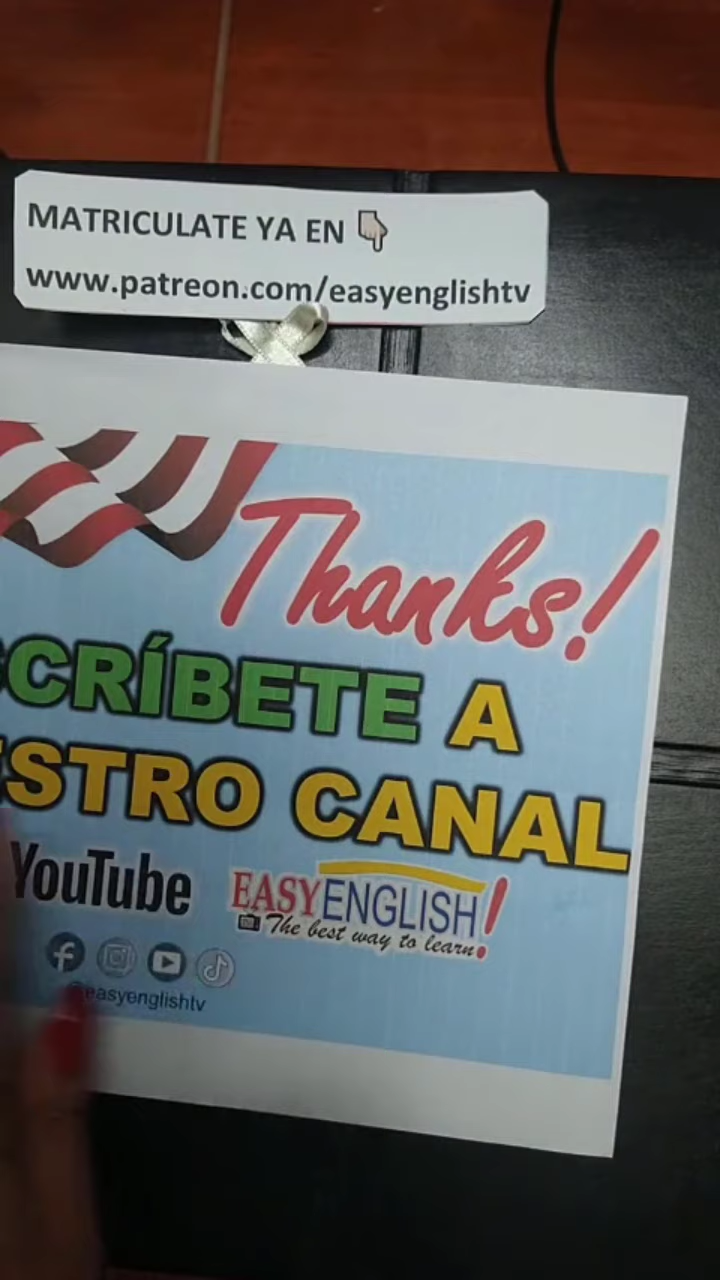 MATRICULATE YA EN
www.patreon.com/easyenglishtv
Thanks!
CRÍBETE A
STRO CANAL
YouTube
EASYENGLISH!
The best way to learn!
@easyenglishtv